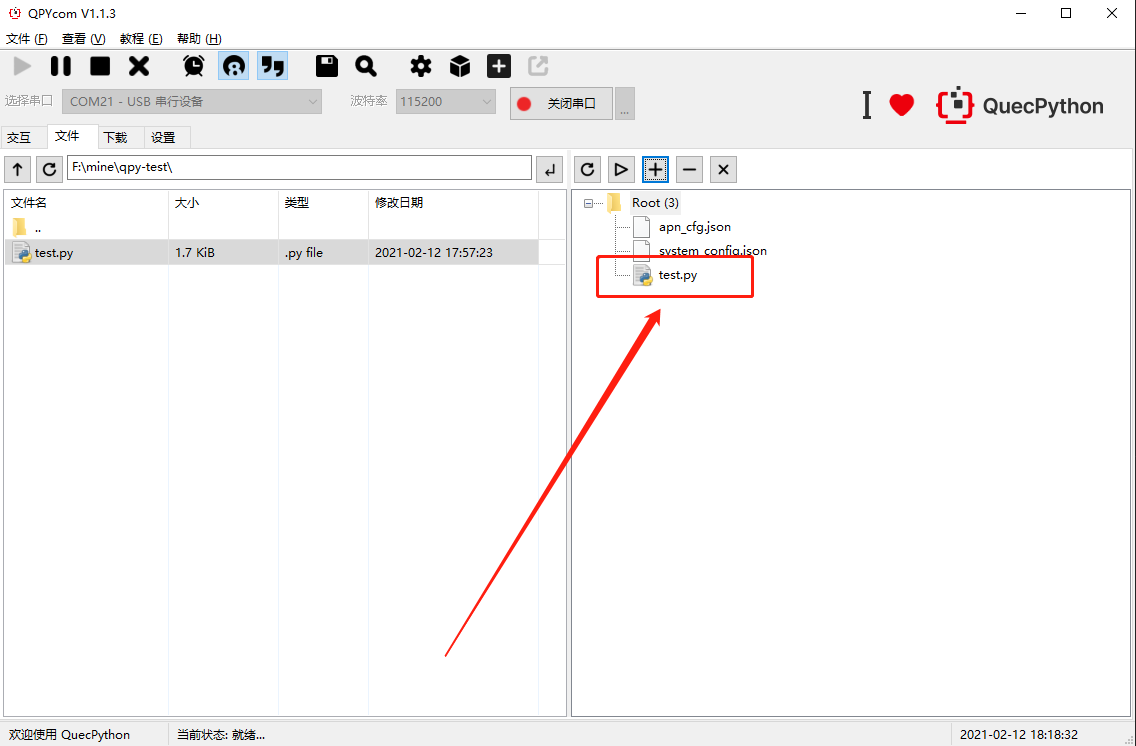 QPYcom V1.1.3
文件 (F) 查看 (V) 教程 (E) 帮助 (H)
选择串口 COM21 - USB 串行设备 波特率 115200 关闭串口 ...
QuecPython
交互 文件 下载 设置
F:\mine\qpy-test\
文件名 大小 类型 修改日期
..
test.py 1.7 KiB .py file 2021-02-12 17:57:23
Root (3)
apn_cfg.json
system_config.json
test.py
欢迎使用 QuecPython 当前状态: 就绪... 2021-02-12 18:18:32